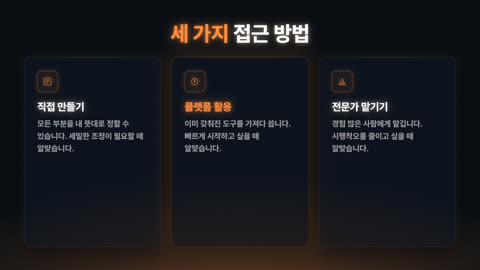 세 가지 접근 방법
직접 만들기
모든 부분을 내 뜻대로 정할 수
있습니다. 세밀한 조정이 필요할 때
알맞습니다.
플랫폼 활용
이미 갖춰진 도구를 가져다 씁니다.
빠르게 시작하고 싶을 때
알맞습니다.
전문가 맡기기
경험 많은 사람에게 맡깁니다.
시행착오를 줄이고 싶을 때
알맞습니다.